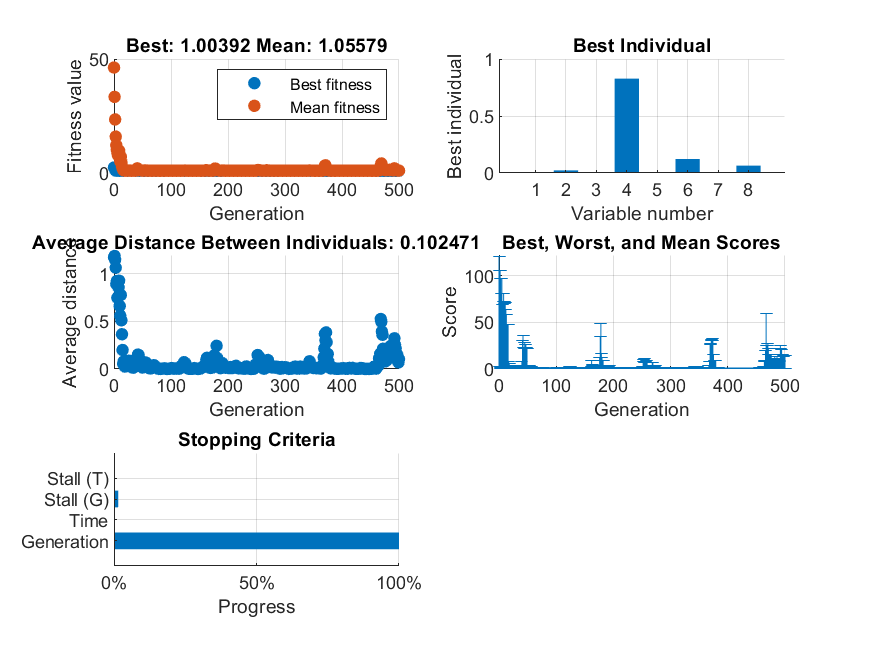 Best: 1.00392 Mean: 1.05579
Fitness value
50
0
Best fitness
Mean fitness
0 100 200 300 400 500
Generation
Best Individual
Best individual
1
0.5
0
1 2 3 4 5 6 7 8
Variable number
Average Distance Between Individuals: 0.102471
Average distance
1
0.5
0
0 100 200 300 400 500
Generation
Best, Worst, and Mean Scores
Score
100
50
0
0 100 200 300 400 500
Generation
Stopping Criteria
Stall (T)
Stall (G)
Time
Generation
0% 50% 100%
Progress